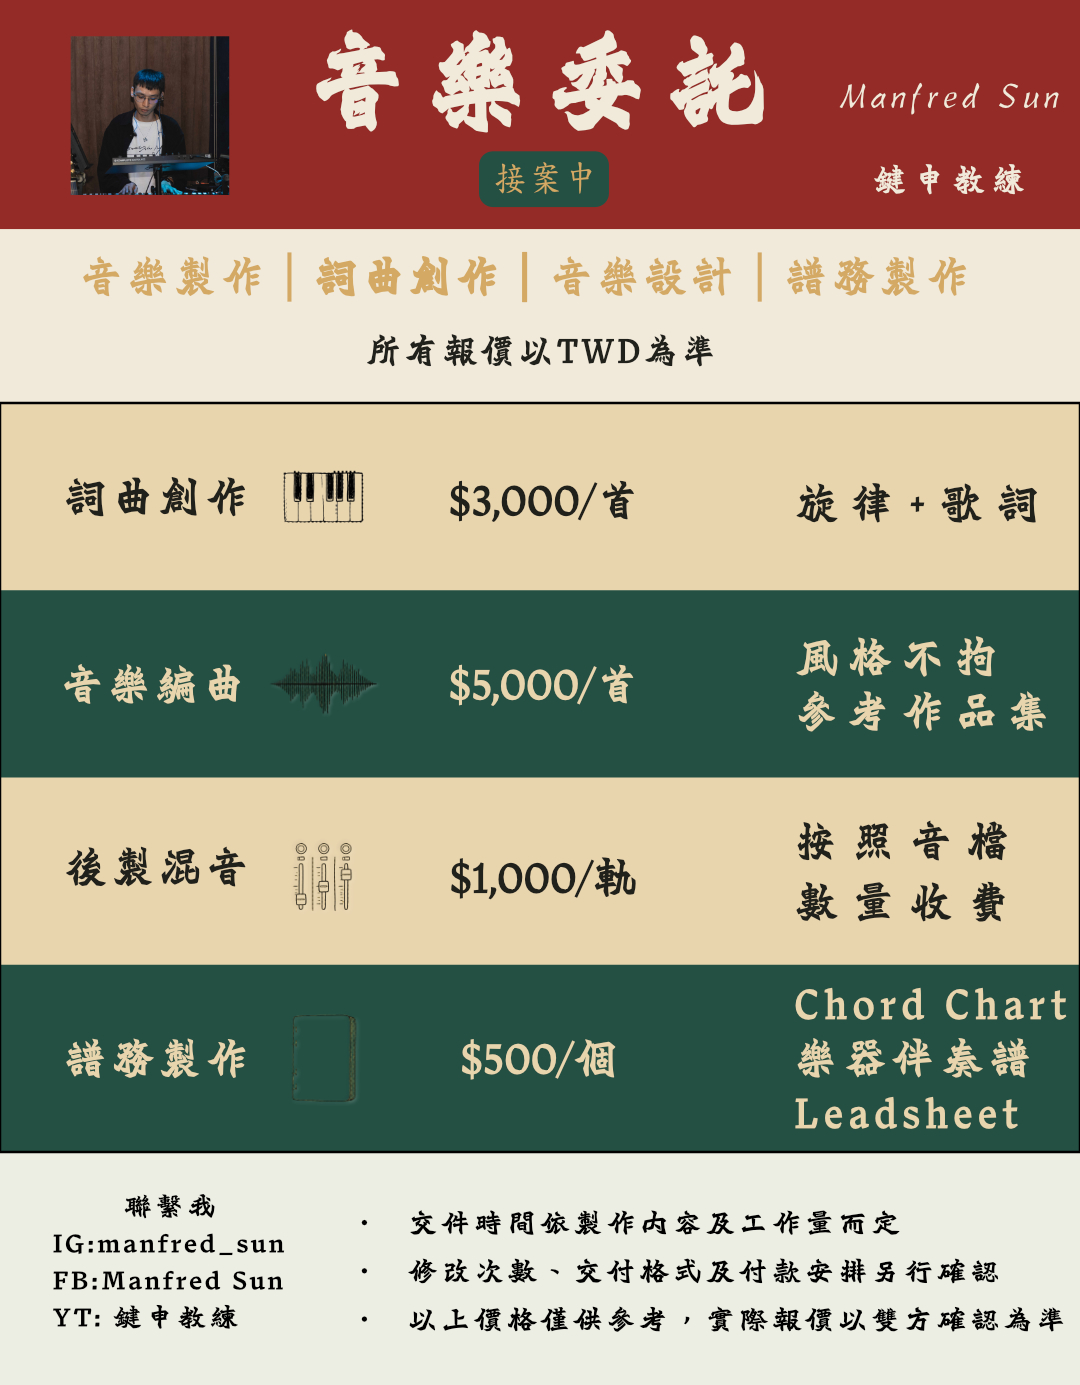 音樂委託
Manfred Sun
接案中
鍵申教練
音樂製作 | 詞曲創作 | 音樂設計 | 譜務製作
所有報價以TWD為準
詞曲創作
$3,000/首
旋律+歌詞
音樂編曲
$5,000/首
風格不拘
參考作品集
後製混音
$1,000/軌
按照音檔
數量收費
譜務製作
$500/個
Chord Chart
樂器伴奏譜
Leadsheet
聯繫我
IG:manfred_sun
FB:Manfred Sun
YT: 鍵申教練
· 交件時間依製作內容及工作量而定
· 修改次數、交付格式及付款安排另行確認
· 以上價格僅供參考，實際報價以雙方確認為準